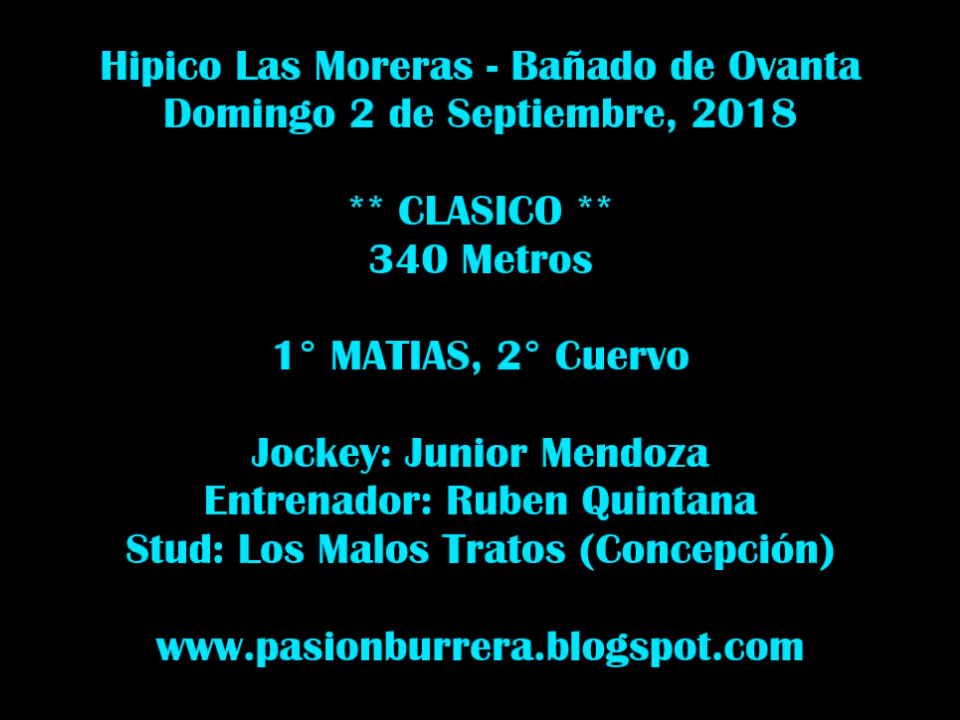 Hipico Las Moreras - Bañado de Ovanta
Domingo 2 de Septiembre, 2018
** CLASICO **
340 Metros
1° MATIAS, 2° Cuervo
Jockey: Junior Mendoza
Entrenador: Ruben Quintana
Stud: Los Malos Tratos (Concepción)
www.pasionburrera.blogspot.com